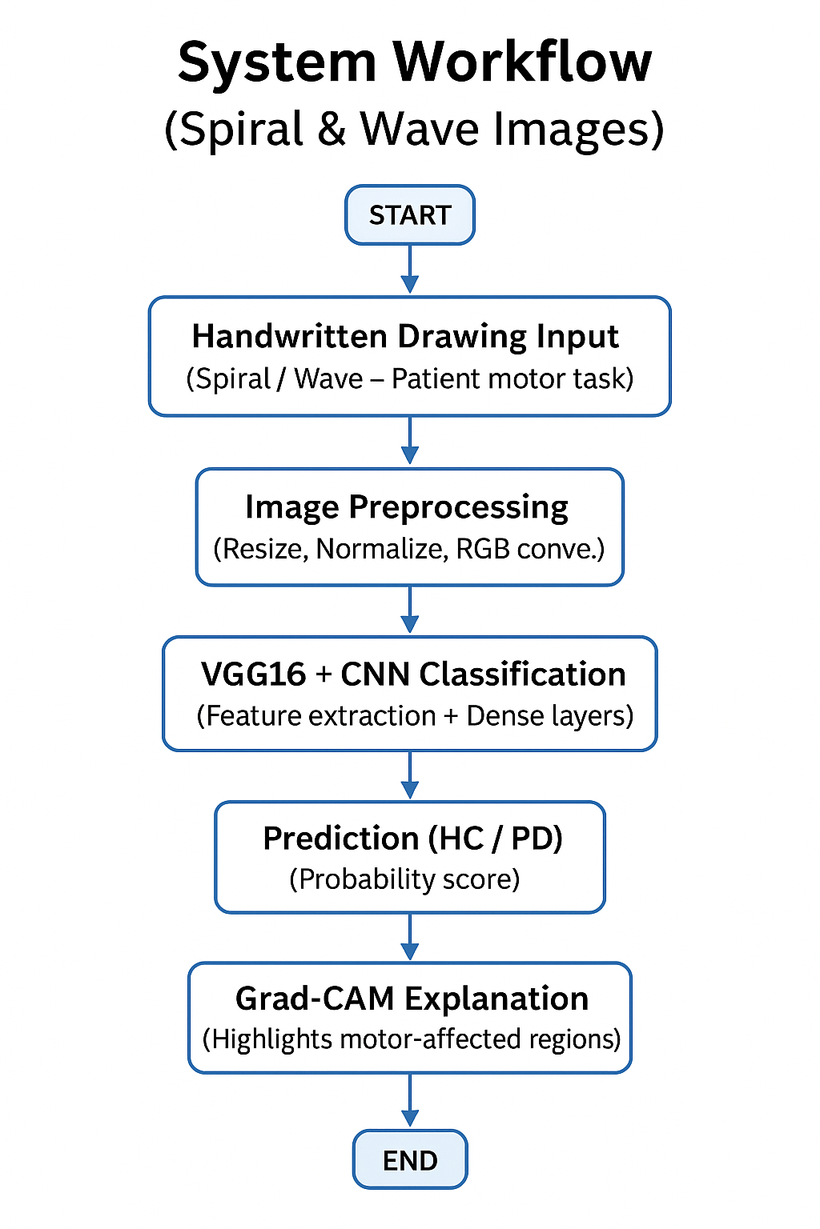 System Workflow
(Spiral & Wave Images)
START
Handwritten Drawing Input
(Spiral / Wave – Patient motor task)
Image Preprocessing
(Resize, Normalize, RGB conve.)
VGG16 + CNN Classification
(Feature extraction + Dense layers)
Prediction (HC / PD)
(Probability score)
Grad-CAM Explanation
(Highlights motor-affected regions)
END